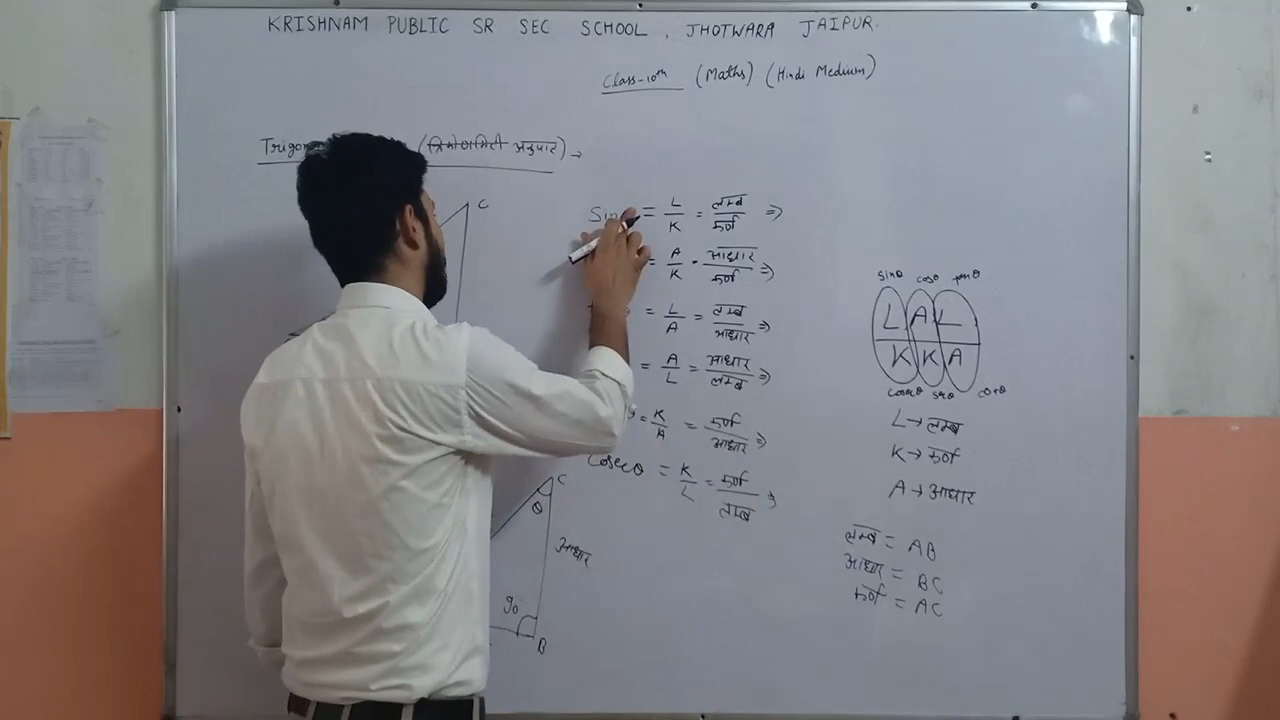 KRISHNAM PUBLIC SR SEC SCHOOL, JHOTWARA JAIPUR.
Class-10th (Maths) (Hindi Medium)
(त्रिकोणमिती अनुपात) →
C
= L/K = लम्ब/कर्ण ⇒
= A/K = आधार/कर्ण ⇒
= L/A = लम्ब/आधार ⇒
= A/L = आधार/लम्ब ⇒
= K/A = कर्ण/आधार ⇒
Cosecθ = K/L = कर्ण/लम्ब ⇒
C
θ
आधार
90
B
sinθ cosθ tanθ
L A L
K K A
cosecθ secθ cotθ
L → लम्ब
K → कर्ण
A → आधार
लम्ब = AB
आधार = BC
कर्ण = AC